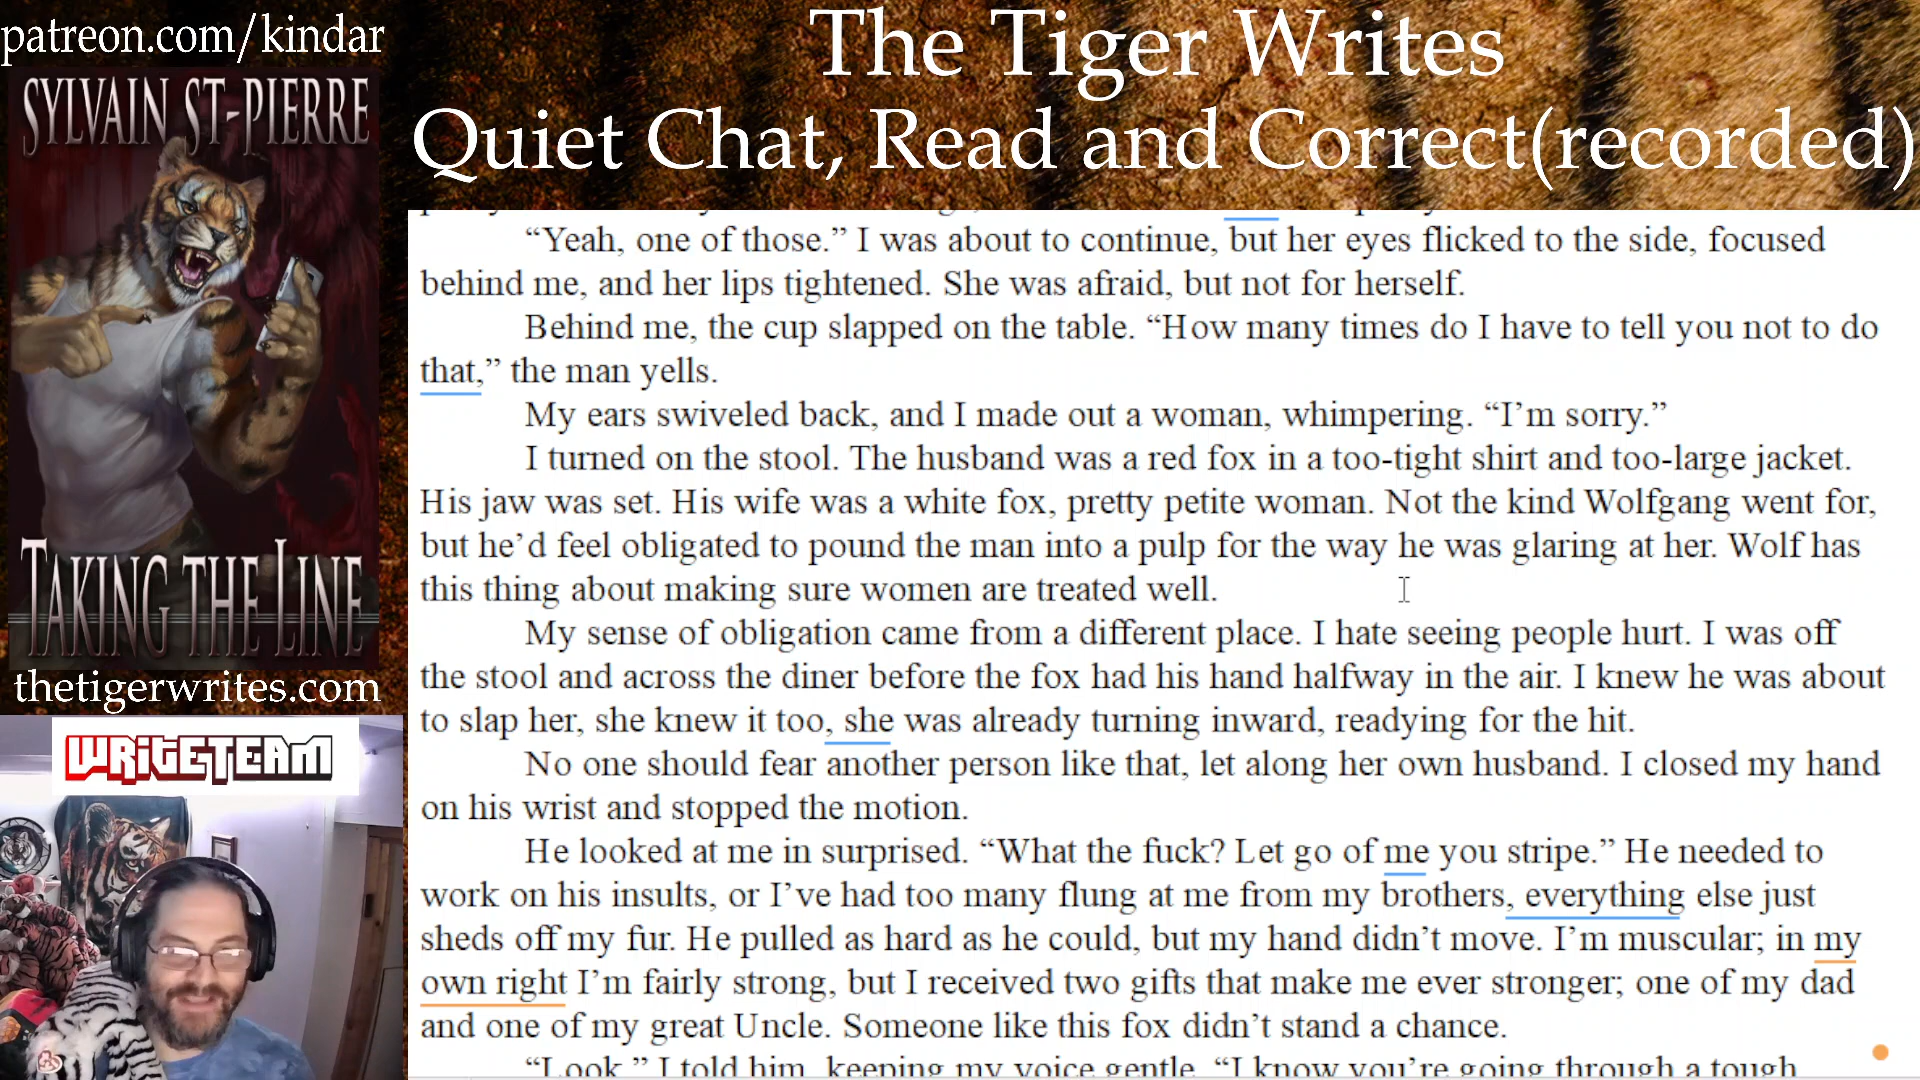 patreon.com/kindar
SYLVAIN ST-PIERRE
TAKING THE LINE
thetigerwrites.com
WRITETEAM
The Tiger Writes
Quiet Chat, Read and Correct(recorded)
“Yeah, one of those.” I was about to continue, but her eyes flicked to the side, focused
behind me, and her lips tightened. She was afraid, but not for herself.
Behind me, the cup slapped on the table. “How many times do I have to tell you not to do
that,” the man yells.
My ears swiveled back, and I made out a woman, whimpering. “I’m sorry.”
I turned on the stool. The husband was a red fox in a too-tight shirt and too-large jacket.
His jaw was set. His wife was a white fox, pretty petite woman. Not the kind Wolfgang went for,
but he’d feel obligated to pound the man into a pulp for the way he was glaring at her. Wolf has
this thing about making sure women are treated well.
My sense of obligation came from a different place. I hate seeing people hurt. I was off
the stool and across the diner before the fox had his hand halfway in the air. I knew he was about
to slap her, she knew it too, she was already turning inward, readying for the hit.
No one should fear another person like that, let along her own husband. I closed my hand
on his wrist and stopped the motion.
He looked at me in surprised. “What the fuck? Let go of me you stripe.” He needed to
work on his insults, or I’ve had too many flung at me from my brothers, everything else just
sheds off my fur. He pulled as hard as he could, but my hand didn’t move. I’m muscular; in my
own right I’m fairly strong, but I received two gifts that make me ever stronger; one of my dad
and one of my great Uncle. Someone like this fox didn’t stand a chance.
“Look,” I told him, keeping my voice gentle. “I know you’re going through a tough